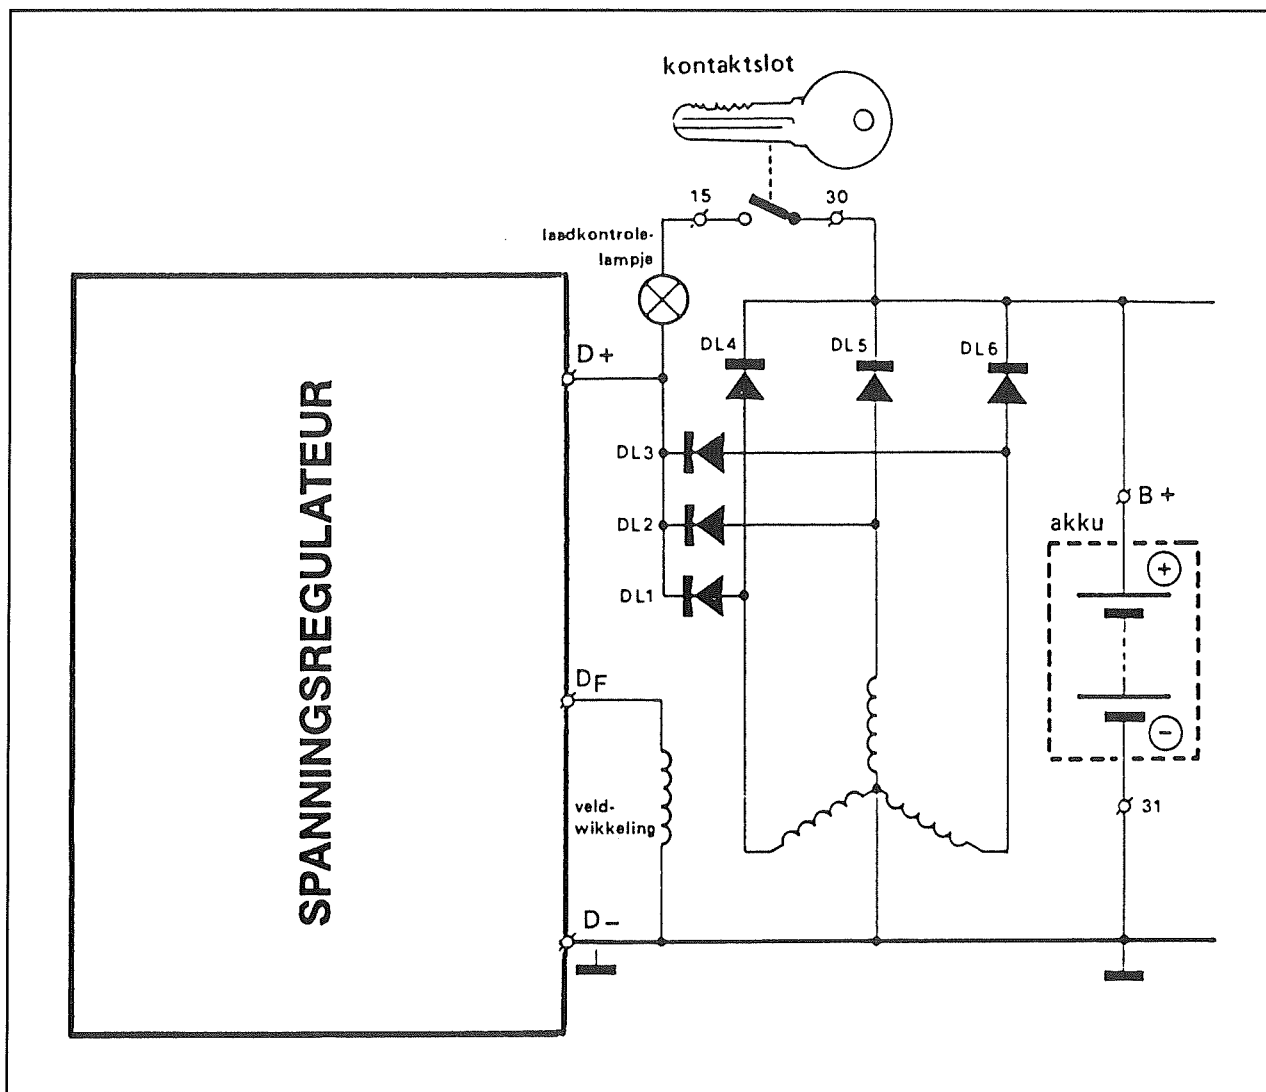 kontaktslot
15
30
laadkontrole-
lampje
D+
DL4
DL5
DL6
DL3
DL2
DL1
SPANNINGSREGULATEUR
B+
akku
+
DF
veld-
wikkeling
-
31
D-